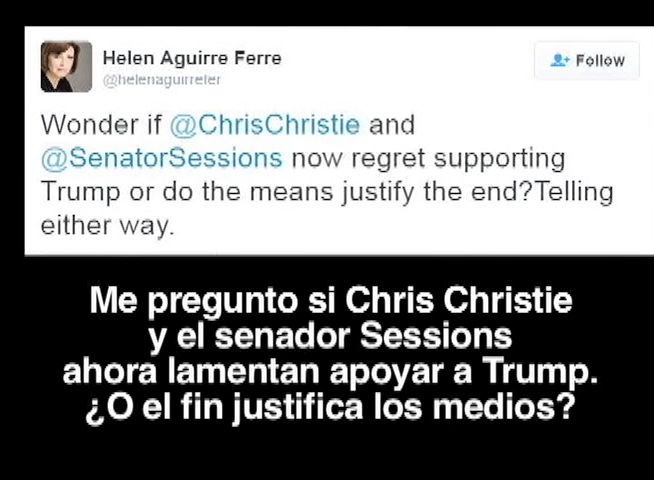 Helen Aguirre Ferre
@helenaguirrefer
Follow
Wonder if @ChrisChristie and
@SenatorSessions now regret supporting
Trump or do the means justify the end?Telling
either way.
Me pregunto si Chris Christie
y el senador Sessions
ahora lamentan apoyar a Trump.
¿O el fin justifica los medios?